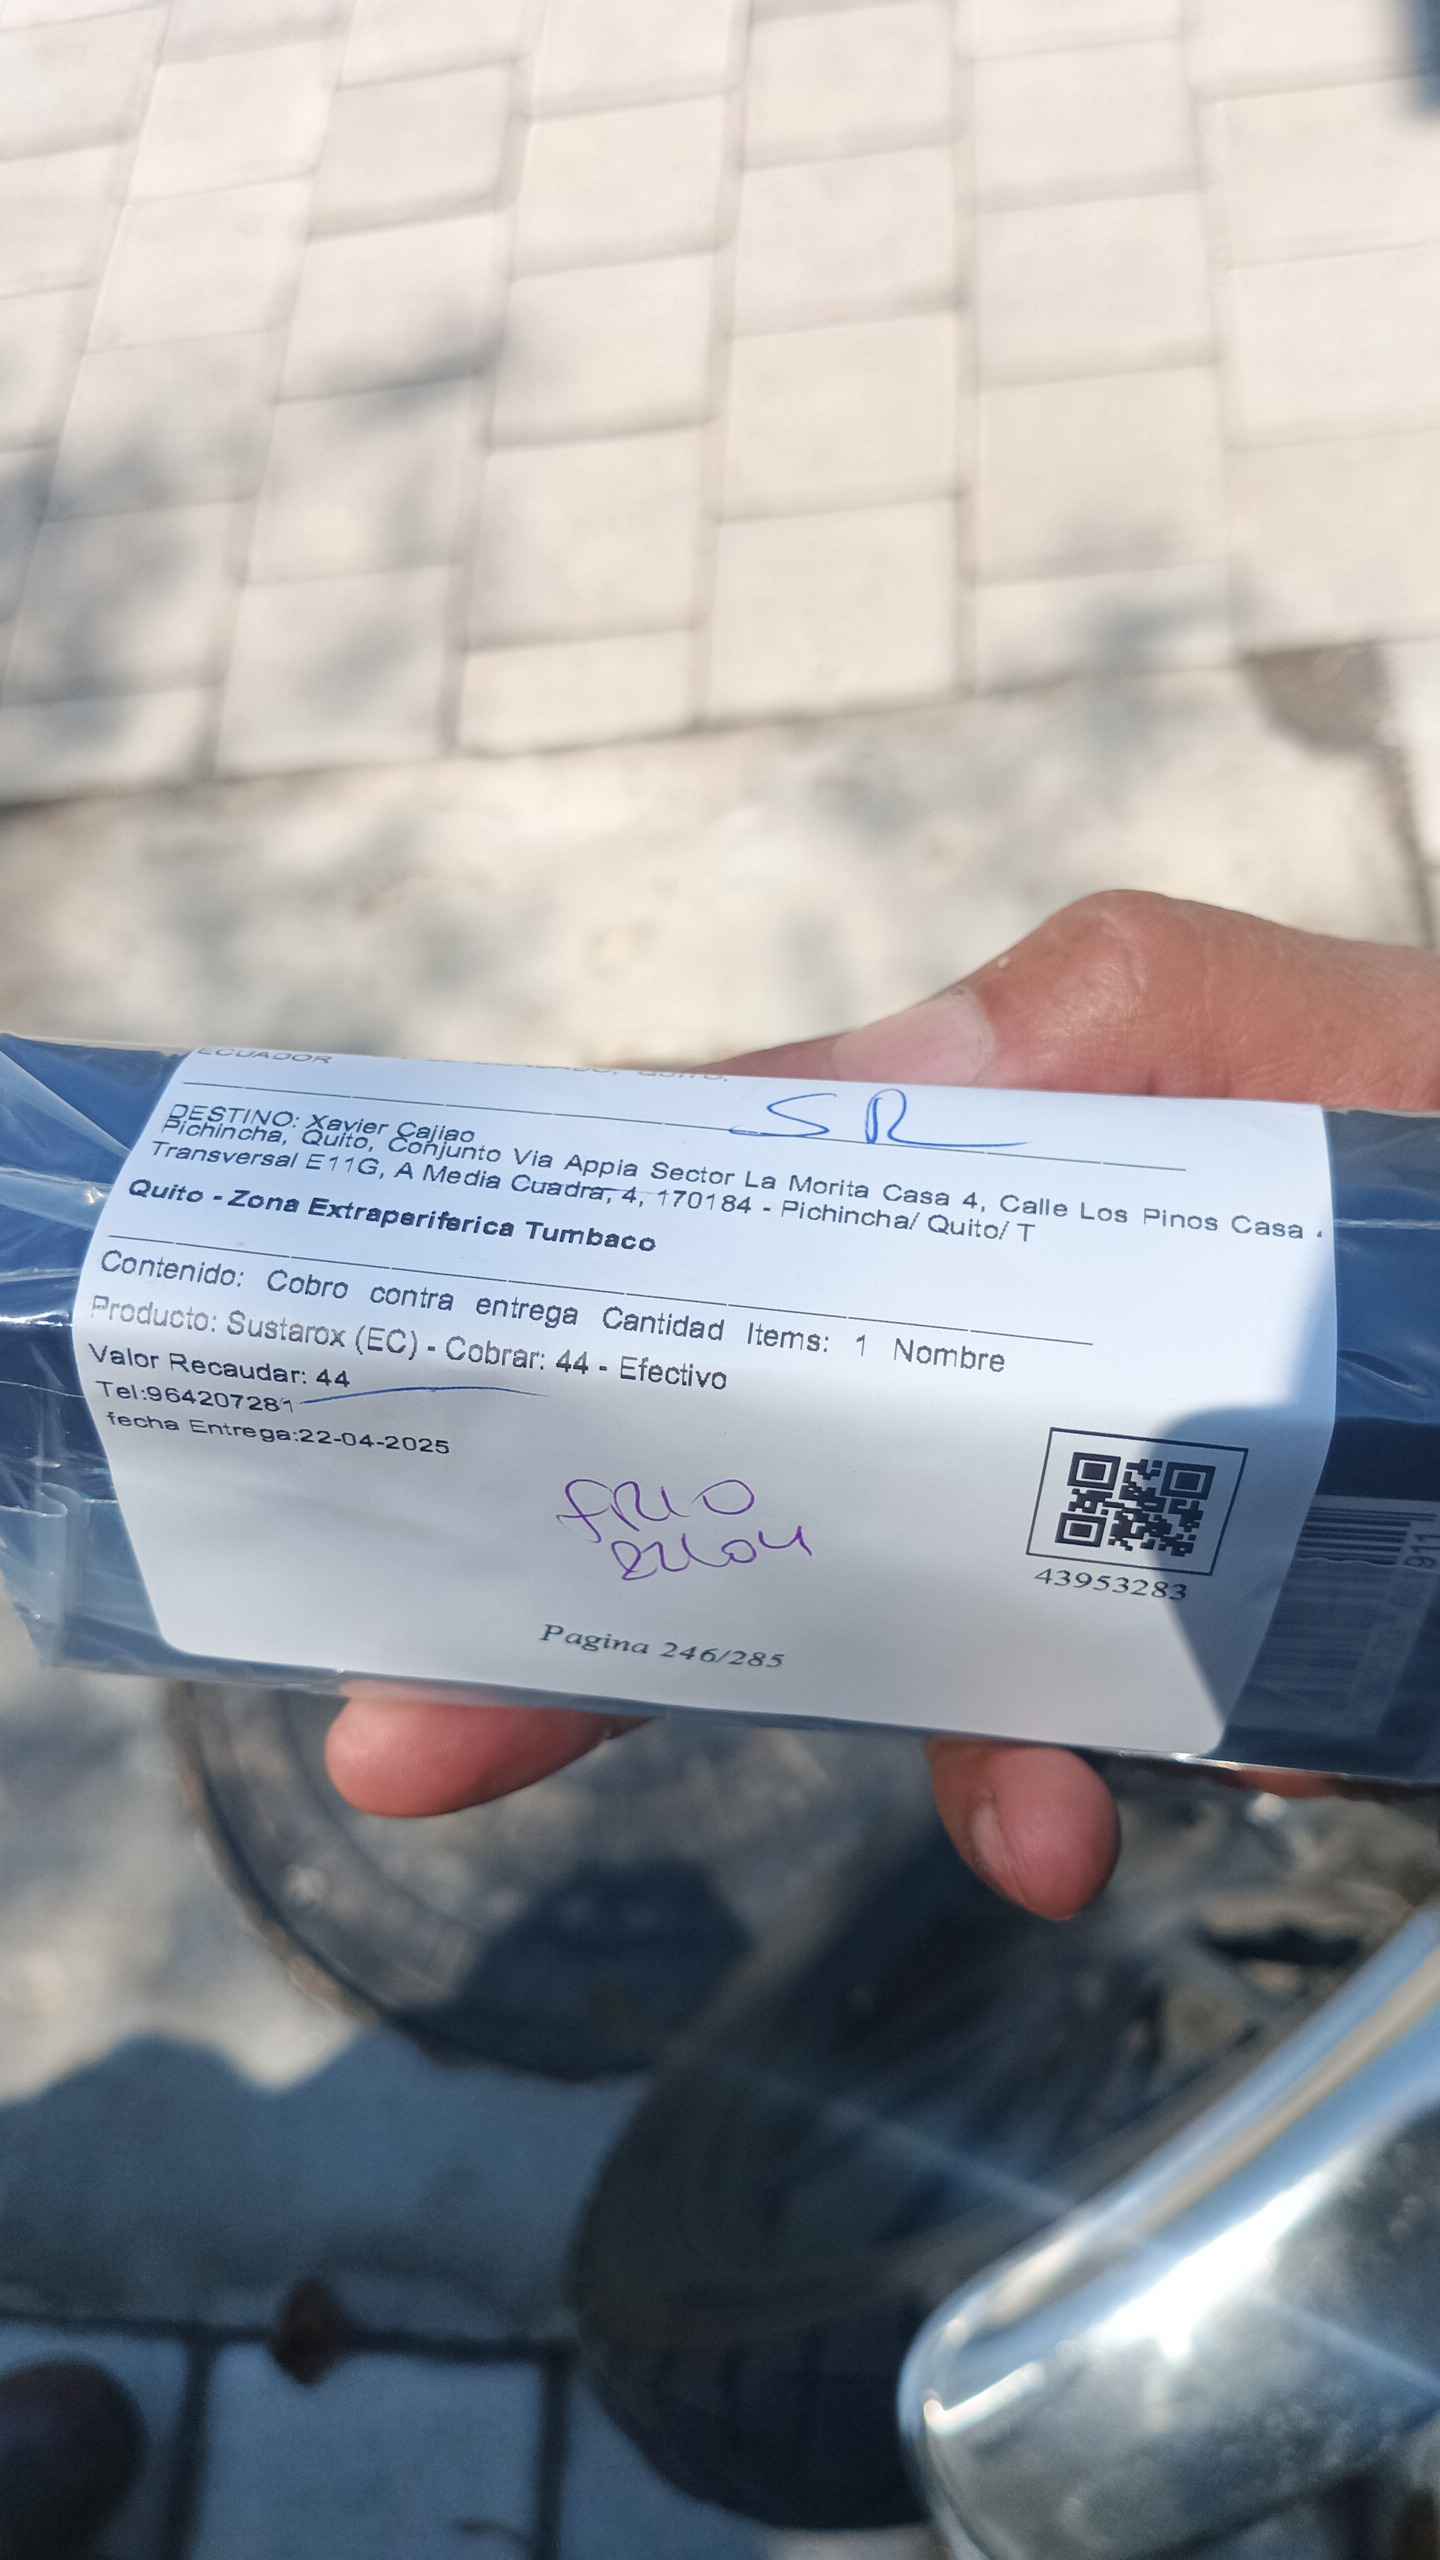 ECUADOR
SR
DESTINO: Xavier Cajiao
Pichincha, Quito, Conjunto Via Appia Sector La Morita Casa 4, Calle Los Pinos Casa
Transversal E11G, A Media Cuadra, 4, 170184 - Pichincha/ Quito/ T
Quito - Zona Extraperiferica Tumbaco
Contenido: Cobro contra entrega Cantidad Items: 1 Nombre
Producto: Sustarox (EC) - Cobrar: 44 - Efectivo
Valor Recaudar: 44
Tel:964207281
fecha Entrega:22-04-2025
43953283
Pagina 246/285
911